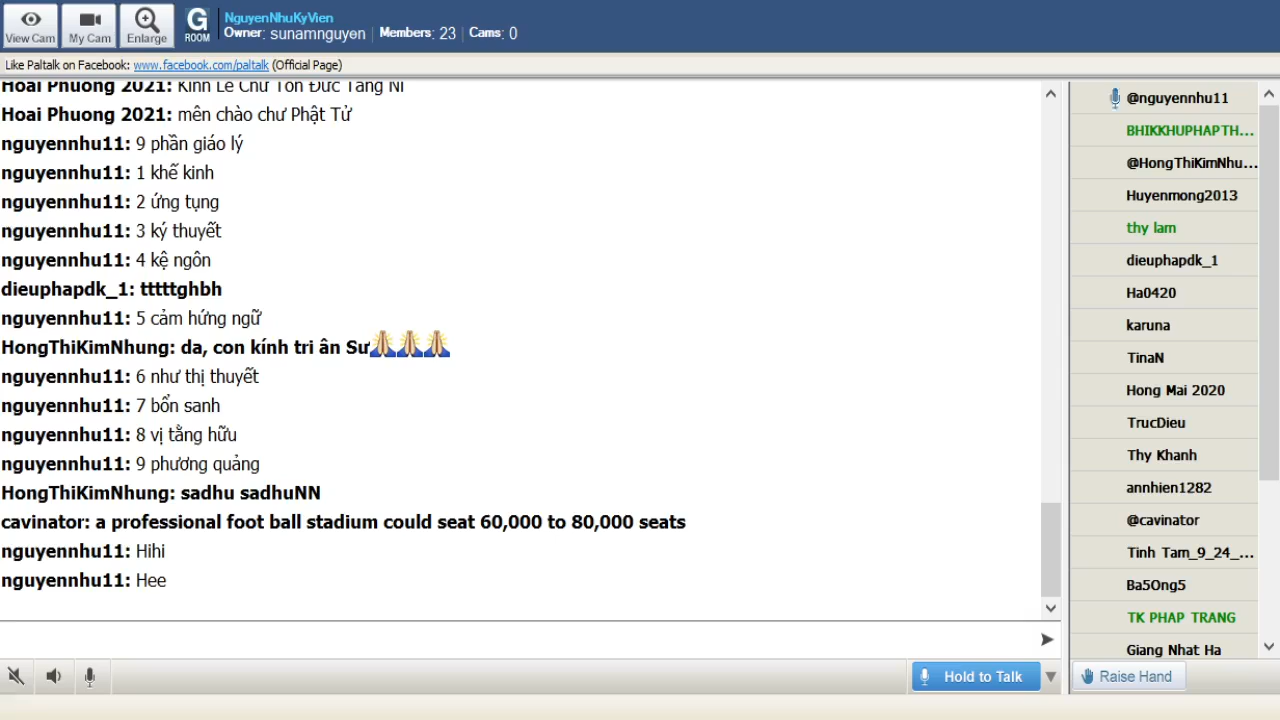 View Cam
My Cam
Enlarge
G
ROOM
NguyenNhuKyVien
Owner: sunamnguyen
Members: 23
Cams: 0
Like Paltalk on Facebook: www.facebook.com/paltalk (Official Page)
Hoai Phuong 2021: Kính Lễ Chư Tôn Đức Tăng Ni
Hoai Phuong 2021: mên chào chư Phật Tử
nguyennhu11: 9 phần giáo lý
nguyennhu11: 1 khế kinh
nguyennhu11: 2 ứng tụng
nguyennhu11: 3 ký thuyết
nguyennhu11: 4 kệ ngôn
dieuphapdk_1: tttttghbh
nguyennhu11: 5 cảm hứng ngữ
HongThiKimNhung: da, con kính tri ân Sư🙏🙏🙏
nguyennhu11: 6 như thị thuyết
nguyennhu11: 7 bổn sanh
nguyennhu11: 8 vị tằng hữu
nguyennhu11: 9 phương quảng
HongThiKimNhung: sadhu sadhuNN
cavinator: a professional foot ball stadium could seat 60,000 to 80,000 seats
nguyennhu11: Hihi
nguyennhu11: Hee
@nguyennhu11
BHIKKHUPHAPTH...
@HongThiKimNhu...
Huyenmong2013
thy lam
dieuphapdk_1
Ha0420
karuna
TinaN
Hong Mai 2020
TrucDieu
Thy Khanh
annhien1282
@cavinator
Tinh Tam_9_24_...
Ba5Ong5
TK PHAP TRANG
Giang Nhat Ha
Hold to Talk
Raise Hand